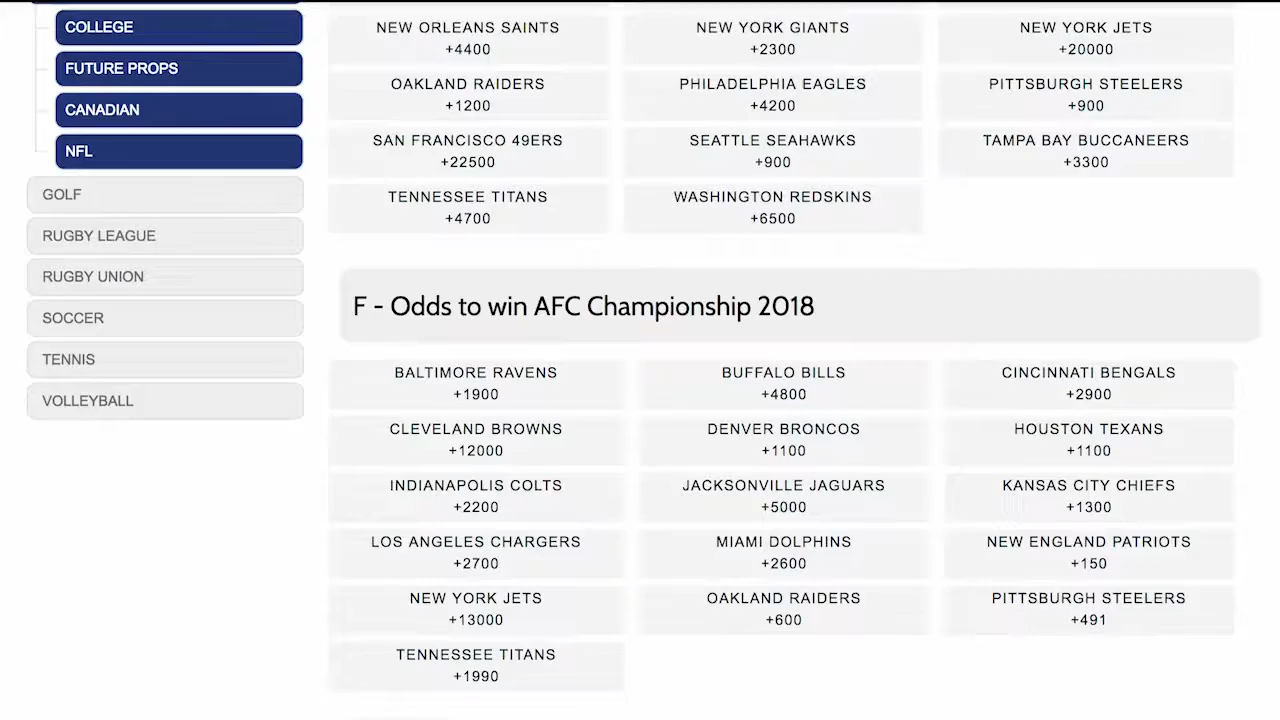 COLLEGE
FUTURE PROPS
CANADIAN
NFL
GOLF
RUGBY LEAGUE
RUGBY UNION
SOCCER
TENNIS
VOLLEYBALL
NEW ORLEANS SAINTS
+4400
NEW YORK GIANTS
+2300
NEW YORK JETS
+20000
OAKLAND RAIDERS
+1200
PHILADELPHIA EAGLES
+4200
PITTSBURGH STEELERS
+900
SAN FRANCISCO 49ERS
+22500
SEATTLE SEAHAWKS
+900
TAMPA BAY BUCCANEERS
+3300
TENNESSEE TITANS
+4700
WASHINGTON REDSKINS
+6500
F - Odds to win AFC Championship 2018
BALTIMORE RAVENS
+1900
BUFFALO BILLS
+4800
CINCINNATI BENGALS
+2900
CLEVELAND BROWNS
+12000
DENVER BRONCOS
+1100
HOUSTON TEXANS
+1100
INDIANAPOLIS COLTS
+2200
JACKSONVILLE JAGUARS
+5000
KANSAS CITY CHIEFS
+1300
LOS ANGELES CHARGERS
+2700
MIAMI DOLPHINS
+2600
NEW ENGLAND PATRIOTS
+150
NEW YORK JETS
+13000
OAKLAND RAIDERS
+600
PITTSBURGH STEELERS
+491
TENNESSEE TITANS
+1990